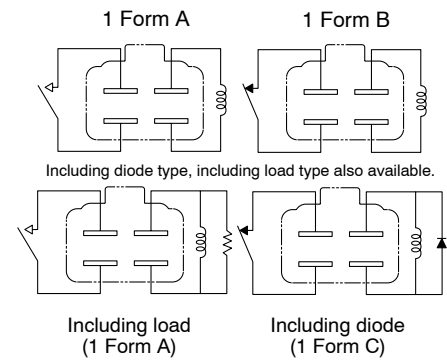 1 Form A
1 Form B
Including diode type, including load type also available.
Including load
(1 Form A)
Including diode
(1 Form C)